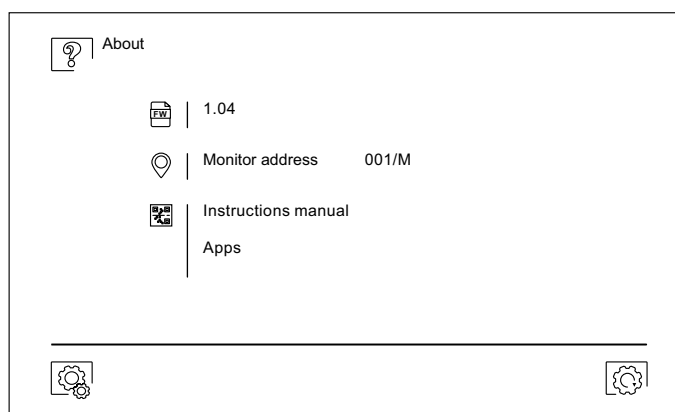 About
FW
1.04
Monitor address 001/M
Instructions manual
Apps